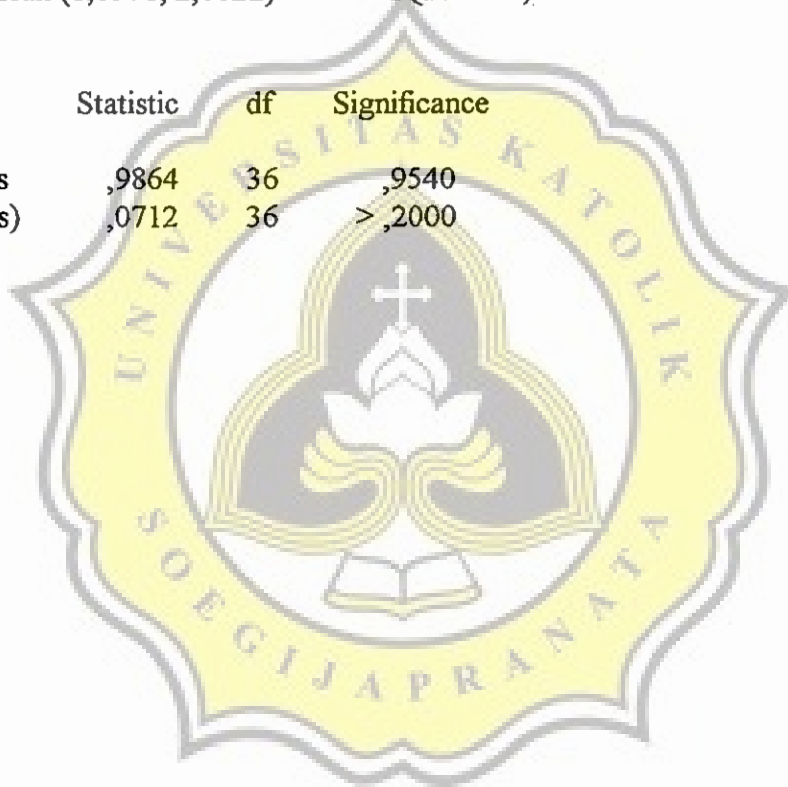 Statistic df Significance
s ,9864 36 ,9540
s) ,0712 36 > ,2000
UNIVERSITAS KATOLIK
SOEGIJAPRANATA